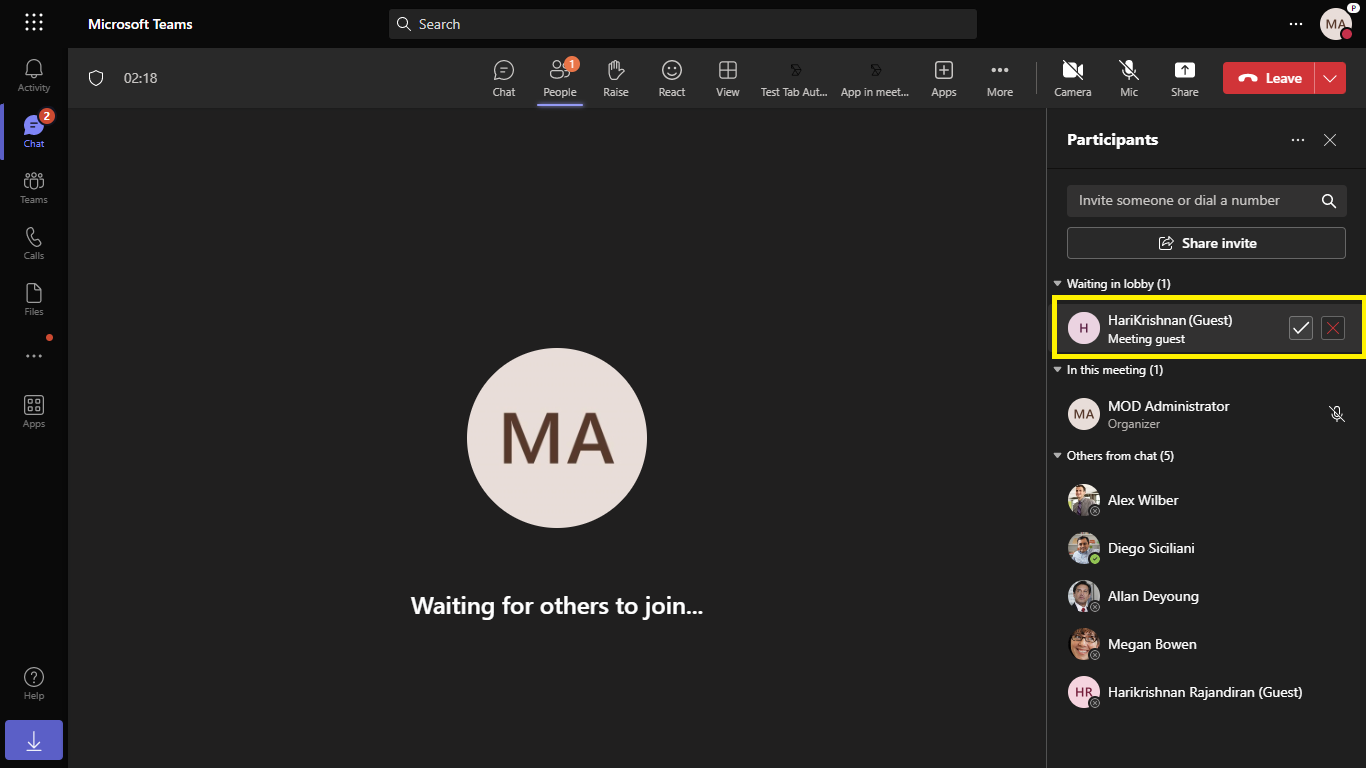 Microsoft Teams
Search
MA
P
Activity
2
Chat
Teams
Calls
Files
Apps
Help
02:18
Chat
1
People
Raise
React
View
Test Tab Aut...
App in meet...
Apps
More
Camera
Mic
Share
Leave
MA
Waiting for others to join...
Participants
Invite someone or dial a number
Share invite
Waiting in lobby (1)
H
HariKrishnan (Guest)
Meeting guest
In this meeting (1)
MA
MOD Administrator
Organizer
Others from chat (5)
Alex Wilber
Diego Siciliani
Allan Deyoung
Megan Bowen
HR
Harikrishnan Rajandiran (Guest)